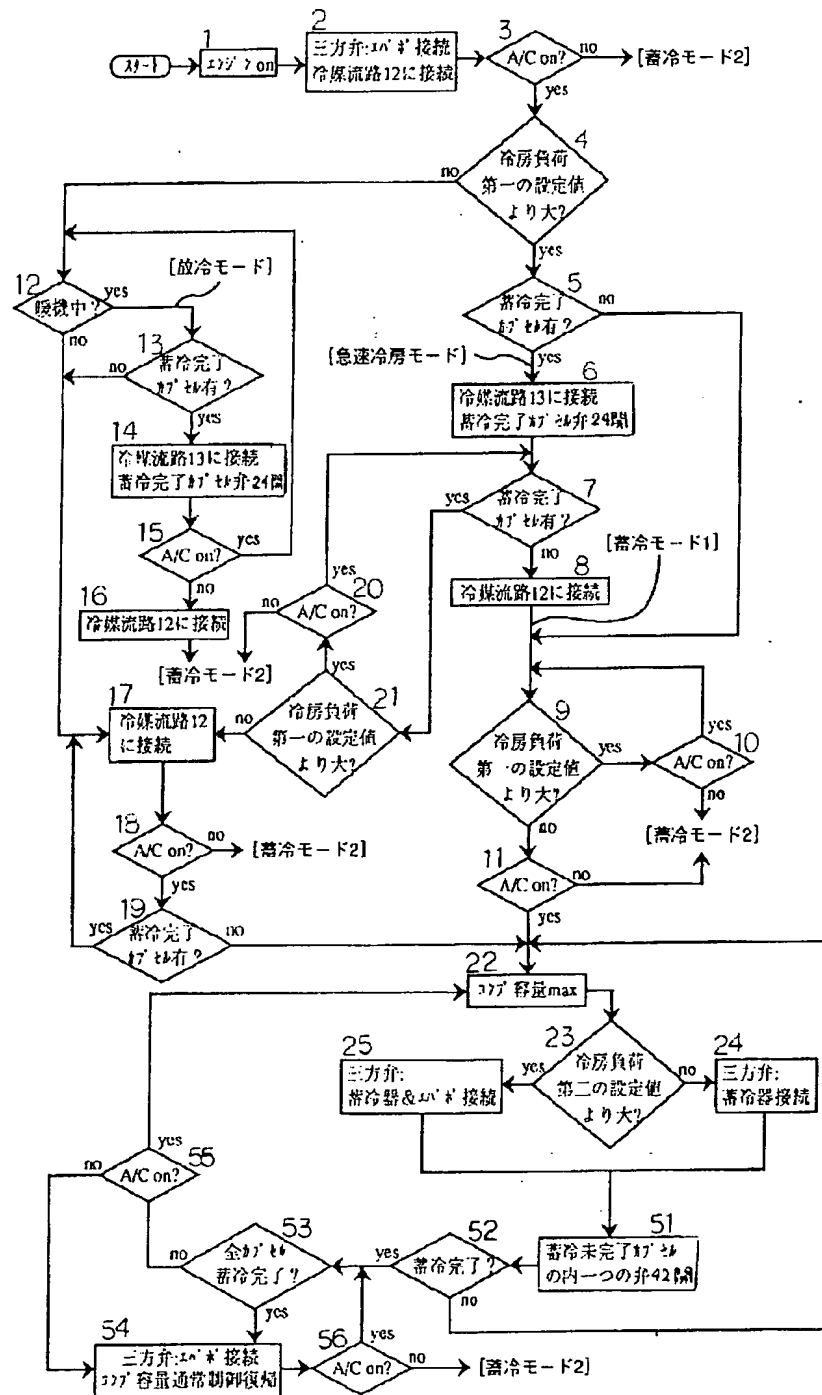 1
スタート
エンジンon
2
三方弁:エバポ接続
冷媒流路12に接続
3
A/C on?
no
[蓄冷モード2]
yes
4
冷房負荷
第一の設定値
より大?
no
yes
5
蓄冷完了
カプセル有?
no
yes
[急速冷房モード]
6
冷媒流路13に接続
蓄冷完了カプセル弁24開
7
蓄冷完了
カプセル有?
yes
no
[蓄冷モード1]
8
冷媒流路12に接続
9
冷房負荷
第一の設定値
より大?
yes
no
10
A/C on?
yes
no
[蓄冷モード2]
11
A/C on?
no
yes
12
暖機中?
yes
no
[放冷モード]
13
蓄冷完了
カプセル有?
no
yes
14
冷媒流路13に接続
蓄冷完了カプセル弁24開
15
A/C on?
yes
no
16
冷媒流路12に接続
[蓄冷モード2]
17
冷媒流路12
に接続
18
A/C on?
no
[蓄冷モード2]
yes
19
蓄冷完了
カプセル有?
yes
no
20
A/C on?
yes
no
21
冷房負荷
第一の設定値
より大?
yes
no
22
コンプ容量max
23
冷房負荷
第二の設定値
より大?
yes
no
24
三方弁:
蓄冷器接続
25
三方弁:
蓄冷器&エバポ接続
51
蓄冷未完了カプセル
の内一つの弁42開
52
蓄冷完了?
yes
no
53
全カプセル
蓄冷完了?
no
yes
54
三方弁:エバポ接続
コンプ容量通常制御復帰
55
A/C on?
yes
no
56
A/C on?
yes
no
[蓄冷モード2]